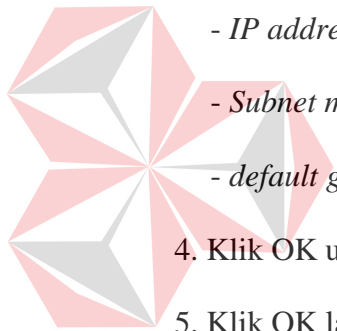 - IP addre
- Subnet m
- default g
4. Klik OK u
5. Klik OK la